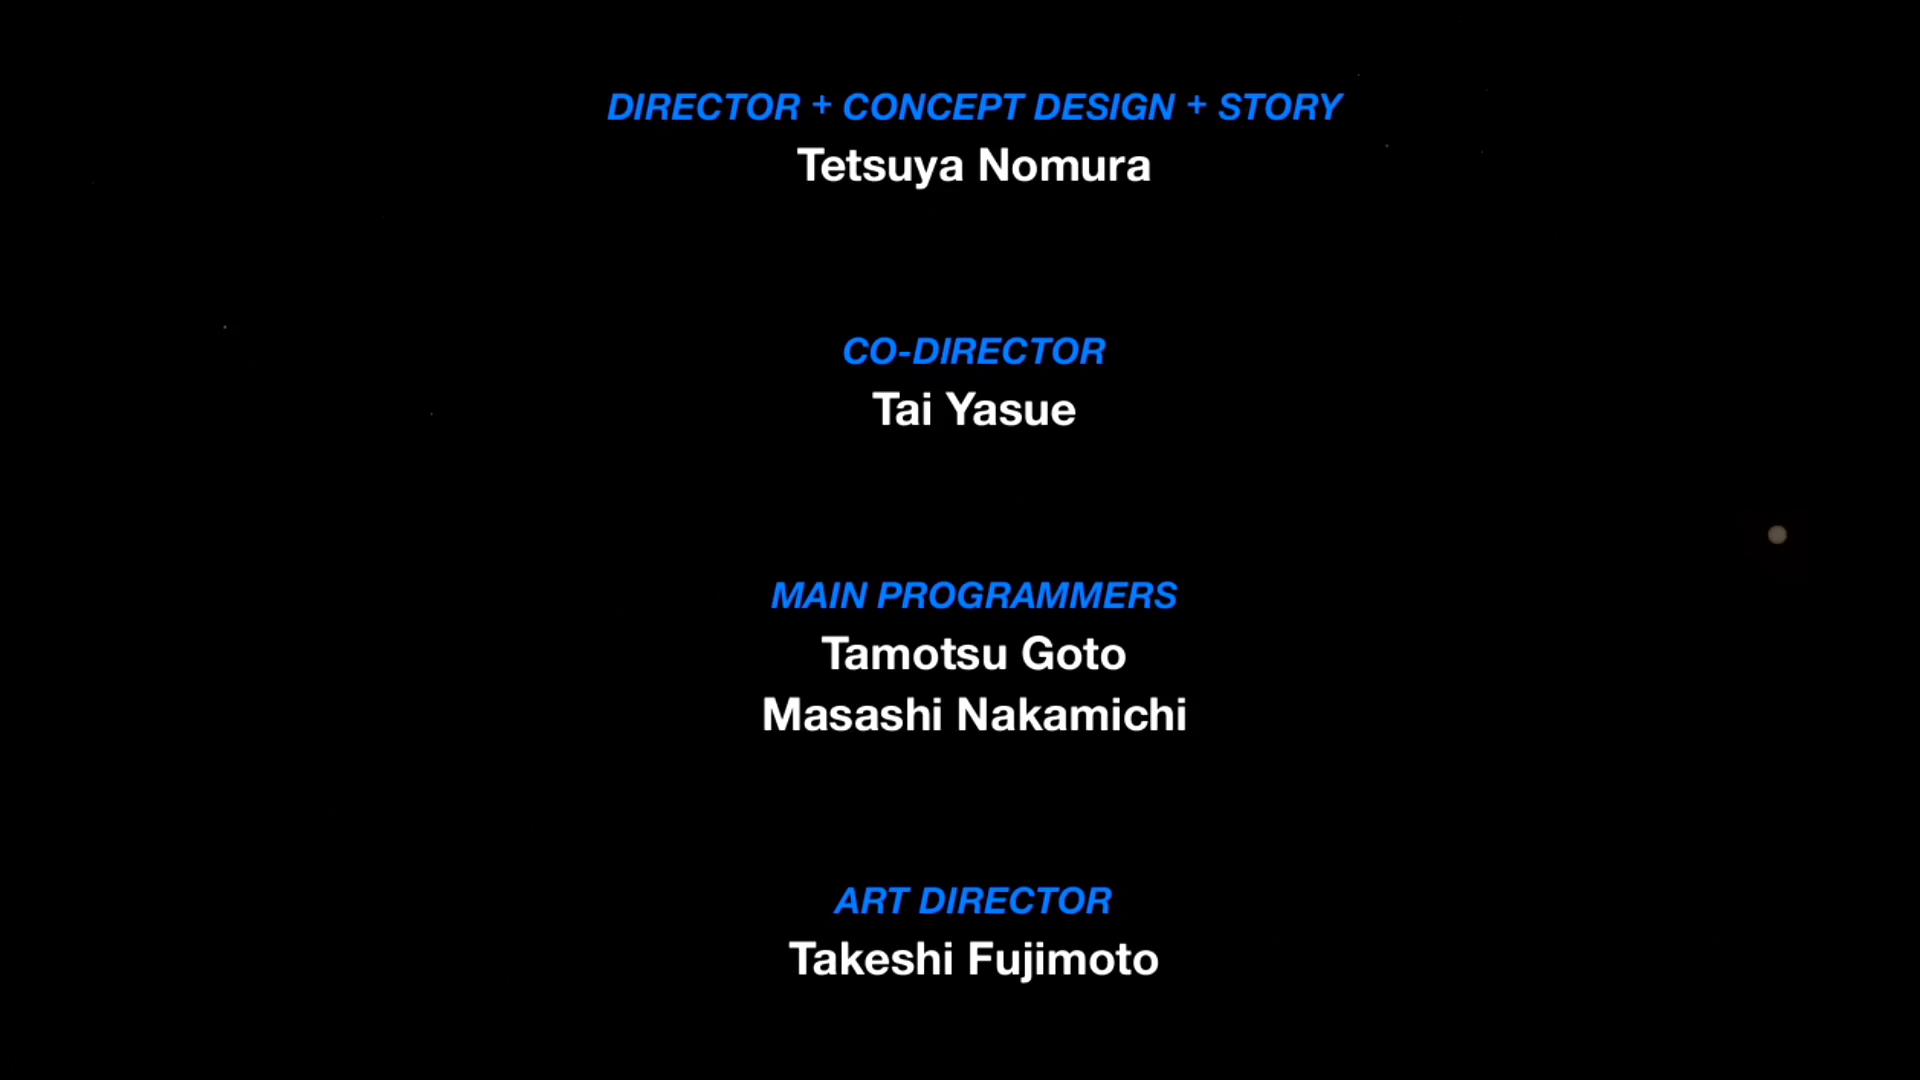 DIRECTOR + CONCEPT DESIGN + STORY
Tetsuya Nomura
CO-DIRECTOR
Tai Yasue
MAIN PROGRAMMERS
Tamotsu Goto
Masashi Nakamichi
ART DIRECTOR
Takeshi Fujimoto